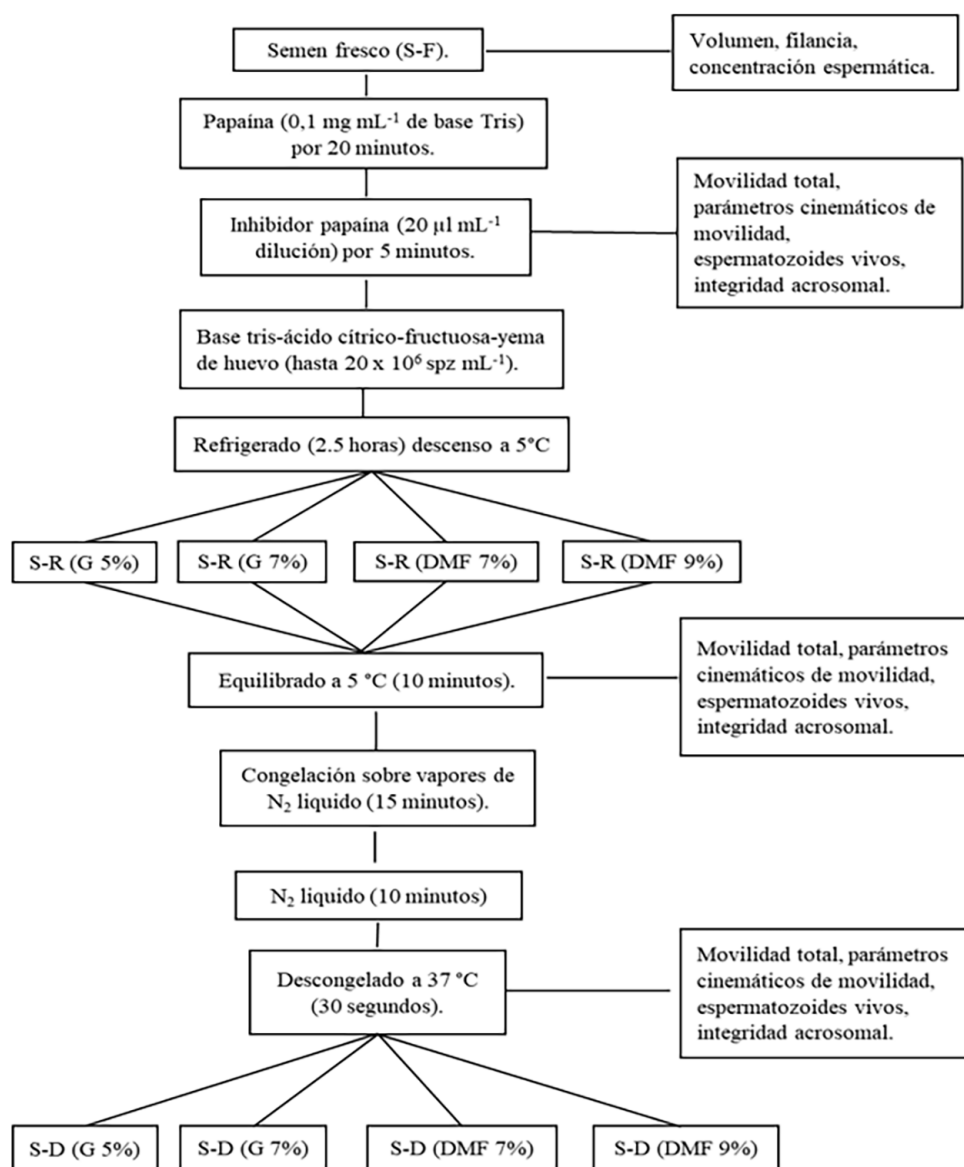 Semen fresco (S-F).
Volumen, filancia,
concentración espermática.
Papaína (0,1 mg mL⁻¹ de base Tris)
por 20 minutos.
Inhibidor papaína (20 µl mL⁻¹
dilución) por 5 minutos.
Movilidad total,
parámetros cinemáticos de
movilidad,
espermatozoides vivos,
integridad acrosomal.
Base tris-ácido cítrico-fructuosa-yema
de huevo (hasta 20 x 10⁶ spz mL⁻¹).
Refrigerado (2.5 horas) descenso a 5°C
S-R (G 5%)
S-R (G 7%)
S-R (DMF 7%)
S-R (DMF 9%)
Equilibrado a 5 °C (10 minutos).
Movilidad total, parámetros
cinemáticos de movilidad,
espermatozoides vivos,
integridad acrosomal.
Congelación sobre vapores de
N₂ liquido (15 minutos).
N₂ liquido (10 minutos)
Descongelado a 37 °C
(30 segundos).
Movilidad total, parámetros
cinemáticos de movilidad,
espermatozoides vivos,
integridad acrosomal.
S-D (G 5%)
S-D (G 7%)
S-D (DMF 7%)
S-D (DMF 9%)